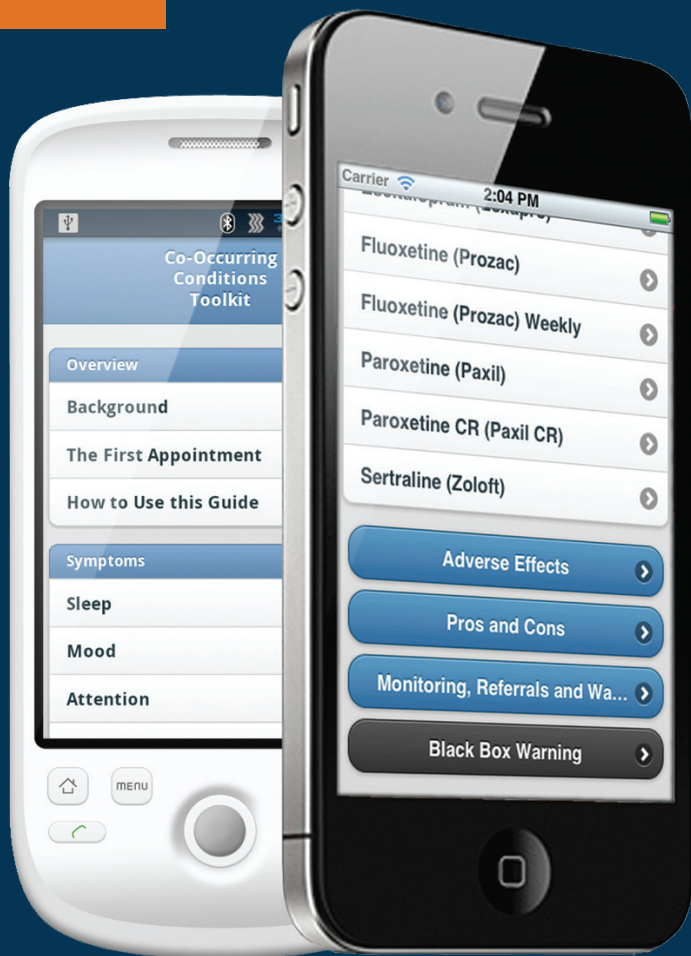 Co-Occurring
Conditions
Toolkit
Overview
Background
The First Appointment
How to Use this Guide
Symptoms
Sleep
Mood
Attention
MENU
Carrier
2:04 PM
Fluoxetine (Prozac)
Fluoxetine (Prozac) Weekly
Paroxetine (Paxil)
Paroxetine CR (Paxil CR)
Sertraline (Zoloft)
Adverse Effects
Pros and Cons
Monitoring, Referrals and Wa...
Black Box Warning